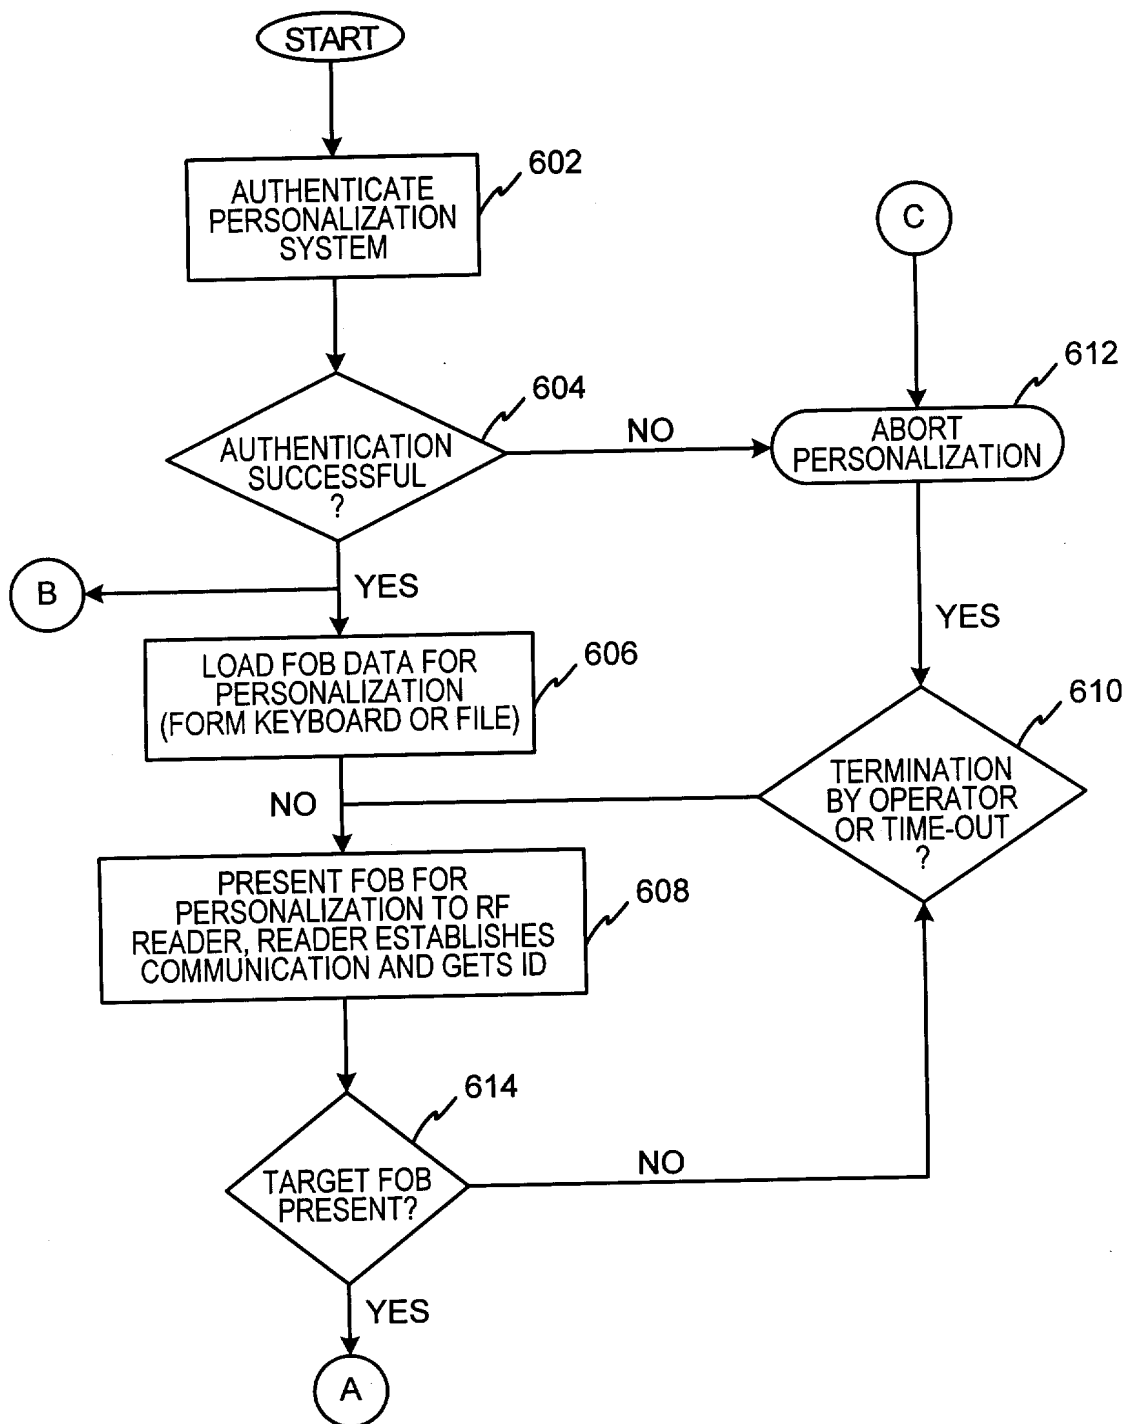 START
602
AUTHENTICATE
PERSONALIZATION
SYSTEM
C
612
604
NO
ABORT
PERSONALIZATION
AUTHENTICATION
SUCCESSFUL
?
B
YES
YES
606
LOAD FOB DATA FOR
PERSONALIZATION
(FORM KEYBOARD OR FILE)
610
TERMINATION
BY OPERATOR
OR TIME-OUT
?
NO
608
PRESENT FOB FOR
PERSONALIZATION TO RF
READER, READER ESTABLISHES
COMMUNICATION AND GETS ID
614
TARGET FOB
PRESENT?
NO
YES
A